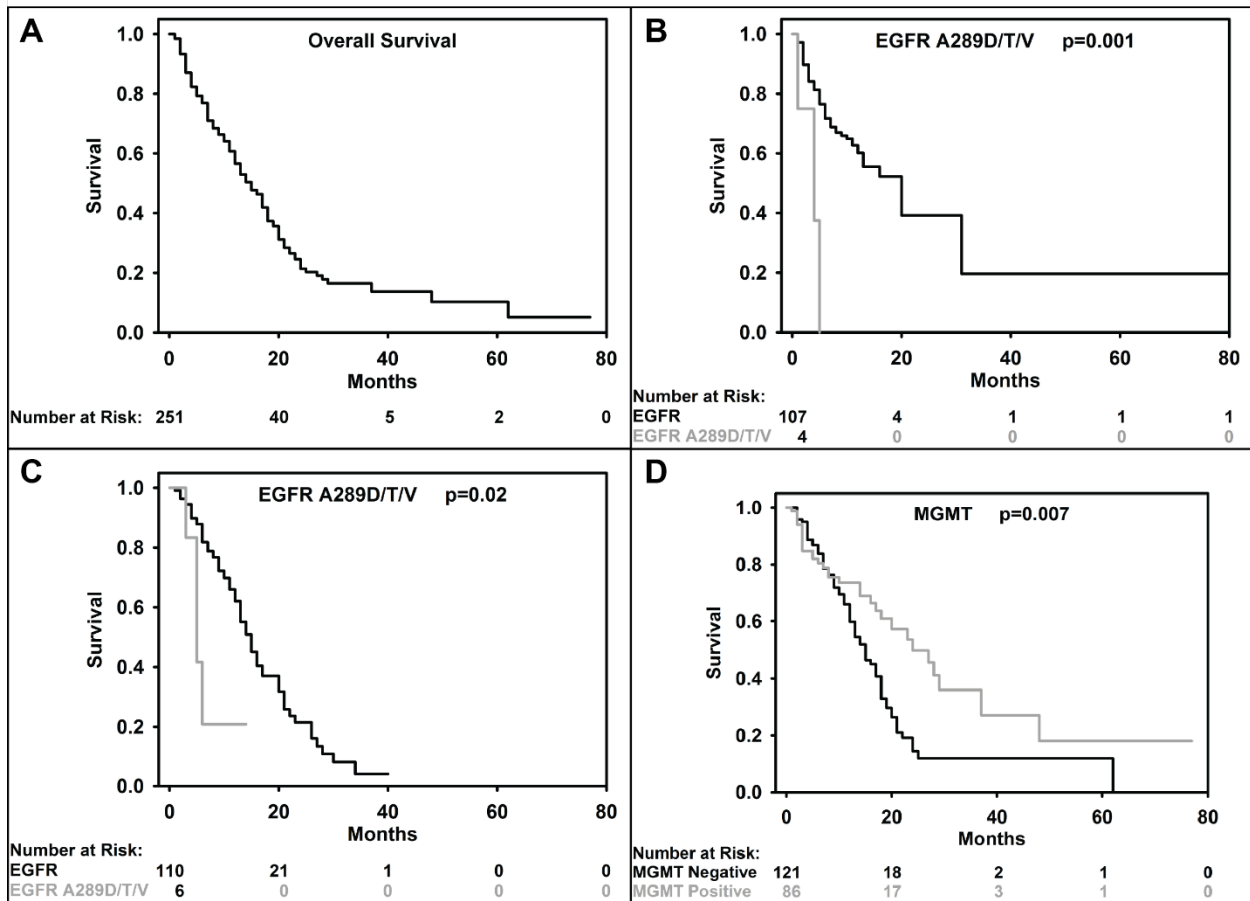 A
Overall Survival
1.0
0.8
0.6
0.4
0.2
0.0
Survival
0 20 40 60 80
Months
Number at Risk: 251 40 5 2 0
B
EGFR A289D/T/V p=0.001
1.0
0.8
0.6
0.4
0.2
0.0
Survival
0 20 40 60 80
Months
Number at Risk:
EGFR 107 4 1 1 1
EGFR A289D/T/V 4 0 0 0 0
C
EGFR A289D/T/V p=0.02
1.0
0.8
0.6
0.4
0.2
0.0
Survival
0 20 40 60 80
Months
Number at Risk:
EGFR 110 21 1 0 0
EGFR A289D/T/V 6 0 0 0 0
D
MGMT p=0.007
1.0
0.8
0.6
0.4
0.2
0.0
Survival
0 20 40 60 80
Months
Number at Risk:
MGMT Negative 121 18 2 1 0
MGMT Positive 86 17 3 1 0